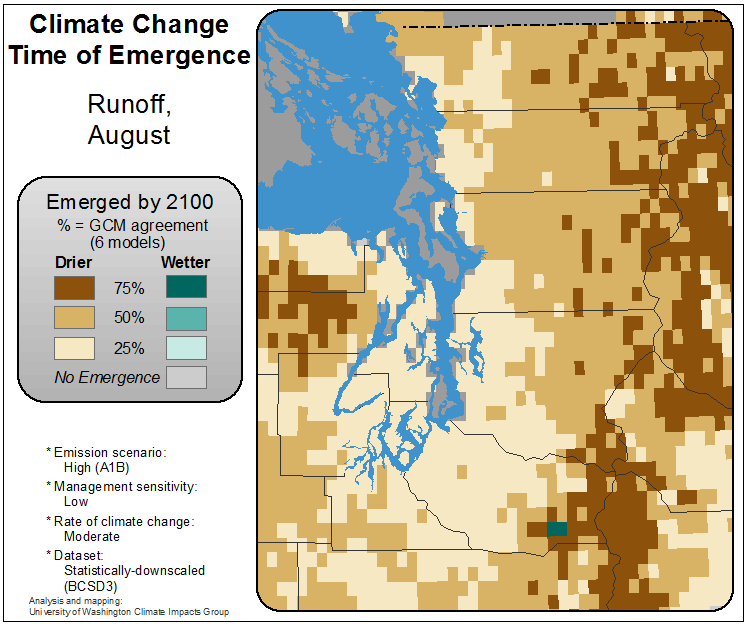 Climate Change
Time of Emergence
Runoff,
August
Emerged by 2100
% = GCM agreement
(6 models)
Drier Wetter
75%
50%
25%
No Emergence
* Emission scenario:
High (A1B)
* Management sensitivity:
Low
* Rate of climate change:
Moderate
* Dataset:
Statistically-downscaled
(BCSD3)
Analysis and mapping:
University of Washington Climate Impacts Group